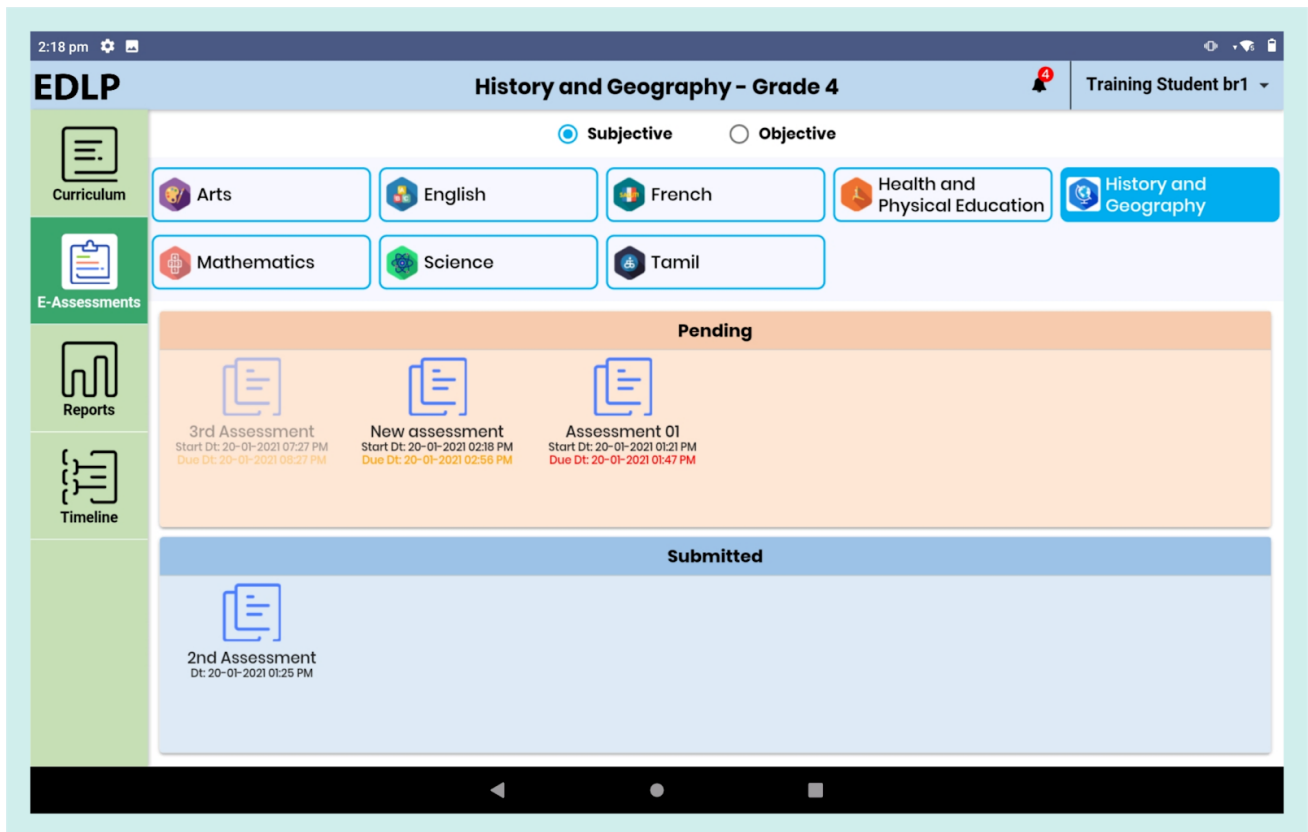 2:18 pm
EDLP
History and Geography - Grade 4
4
Training Student br1
Curriculum
E-Assessments
Reports
Timeline
Subjective
Objective
Arts
English
French
Health and
Physical Education
History and
Geography
Mathematics
Science
Tamil
Pending
3rd Assessment
Start Dt: 20-01-2021 07:27 PM
Due Dt: 20-01-2021 08:27 PM
New assessment
Start Dt: 20-01-2021 02:18 PM
Due Dt: 20-01-2021 02:56 PM
Assessment 01
Start Dt: 20-01-2021 01:21 PM
Due Dt: 20-01-2021 01:47 PM
Submitted
2nd Assessment
Dt: 20-01-2021 01:25 PM